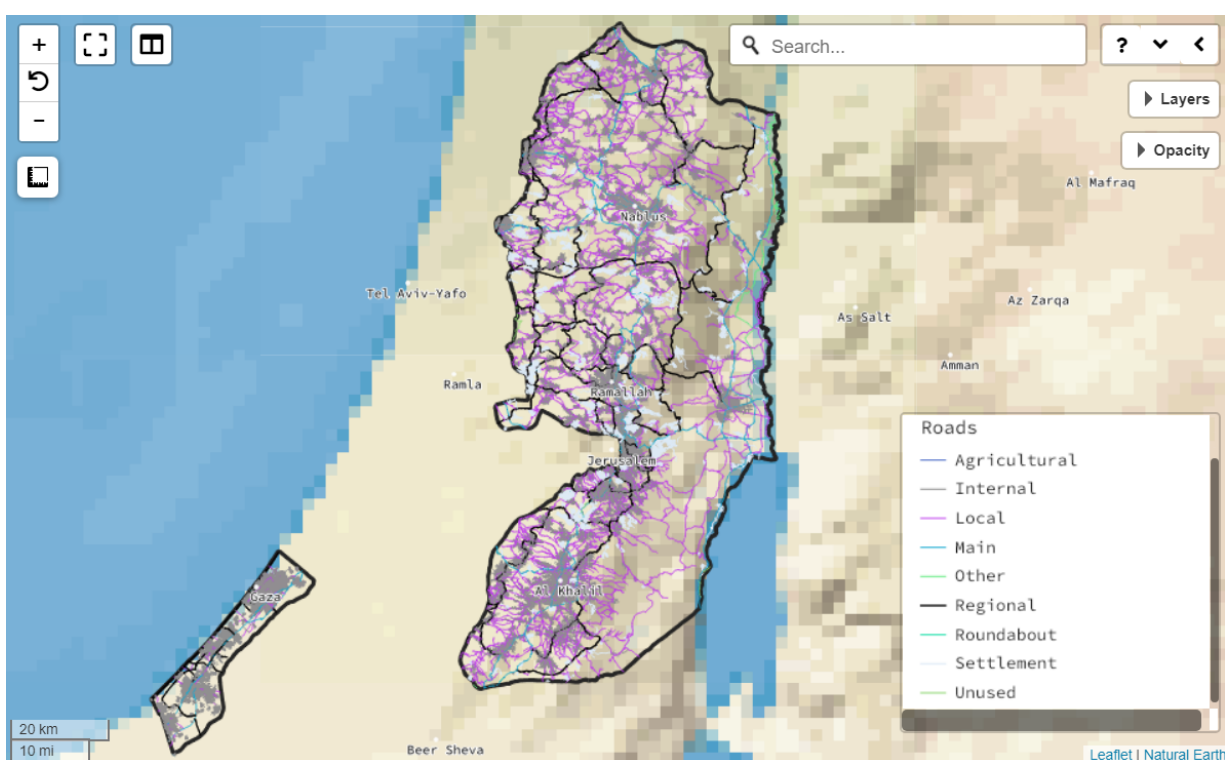 +
−
Search...
?
Layers
Opacity
Al Mafraq
Nablus
Tel Aviv-Yafo
Az Zarqa
As Salt
Amman
Ramla
Ramallah
Jerusalem
Roads
Agricultural
Internal
Local
Main
Other
Regional
Roundabout
Settlement
Unused
Al Khalil
Gaza
20 km
10 mi
Beer Sheva
Leaflet | Natural Earth